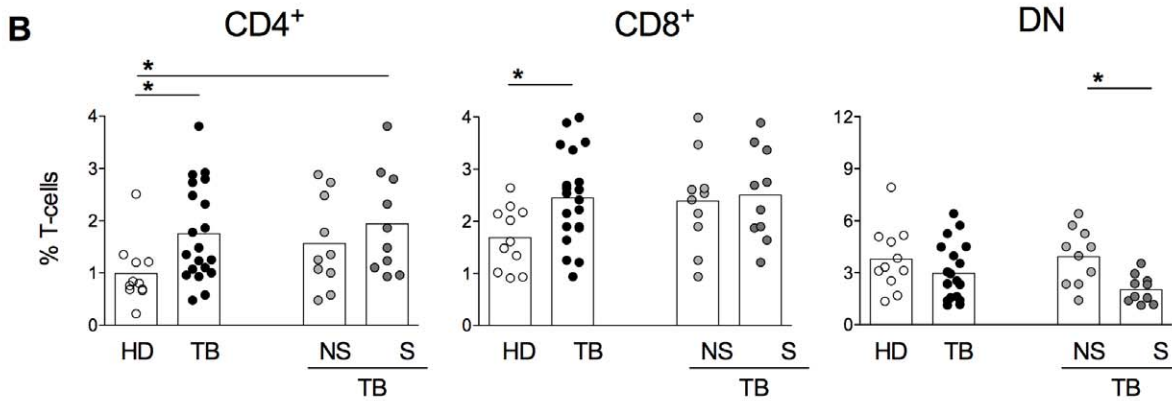 B
CD4⁺ CD8⁺ DN
* * * *
% T-cells
4 3 2 1 0
HD TB NS S
TB
4 3 2 1 0
HD TB NS S
TB
12 9 6 3 0
HD TB NS S
TB